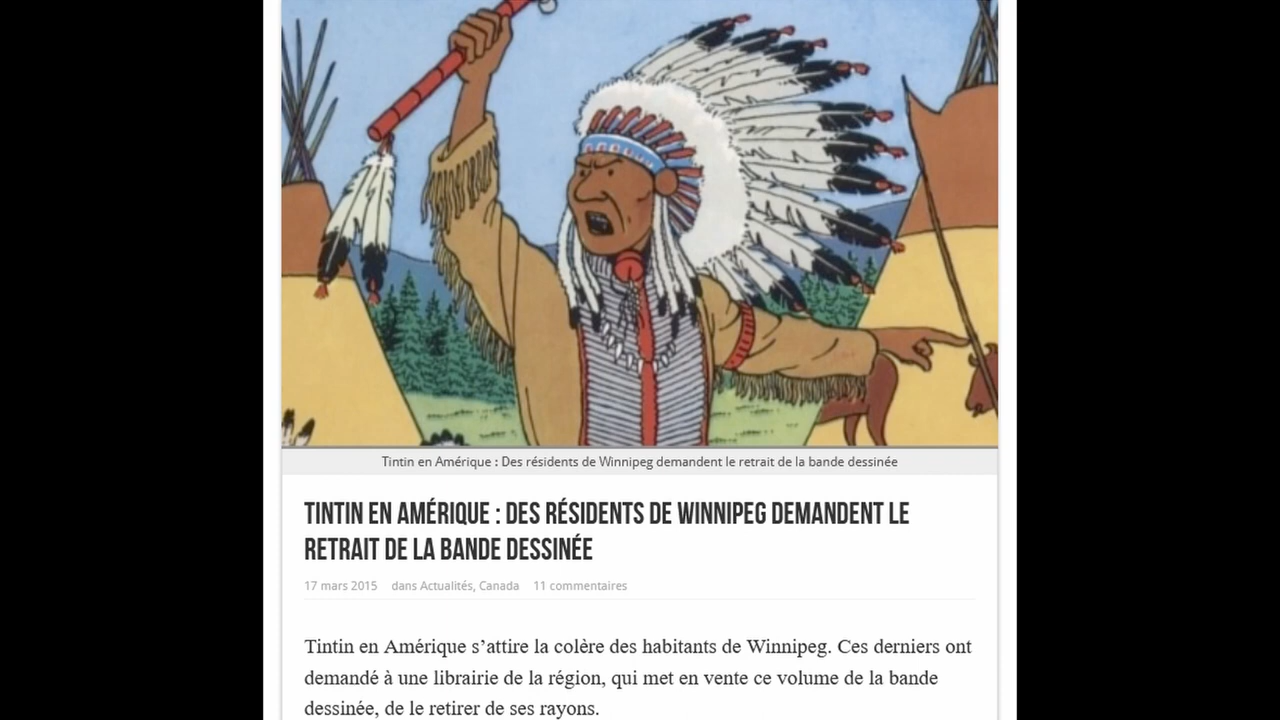 Tintin en Amérique : Des résidents de Winnipeg demandent le retrait de la bande dessinée
TINTIN EN AMÉRIQUE : DES RÉSIDENTS DE WINNIPEG DEMANDENT LE
RETRAIT DE LA BANDE DESSINÉE
17 mars 2015 dans Actualités, Canada 11 commentaires
Tintin en Amérique s’attire la colère des habitants de Winnipeg. Ces derniers ont
demandé à une librairie de la région, qui met en vente ce volume de la bande
dessinée, de le retirer de ses rayons.